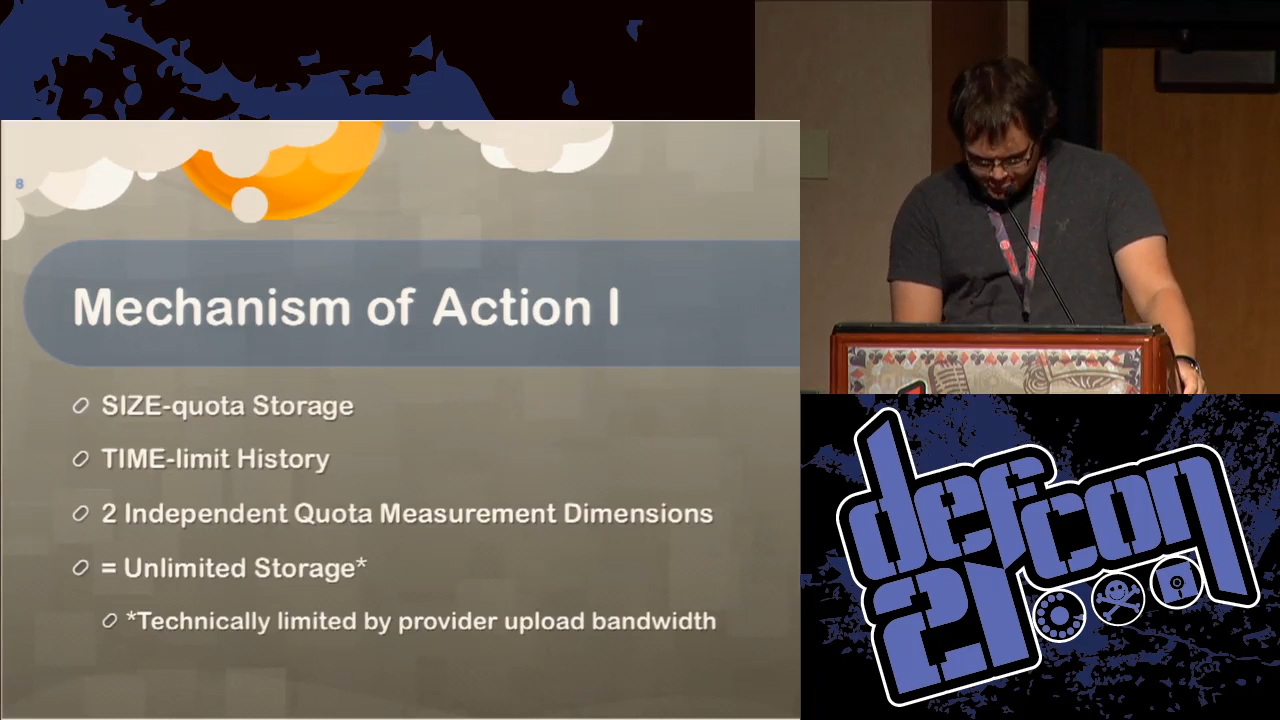 8
Mechanism of Action I
SIZE-quota Storage
TIME-limit History
2 Independent Quota Measurement Dimensions
= Unlimited Storage*
*Technically limited by provider upload bandwidth
defcon
21